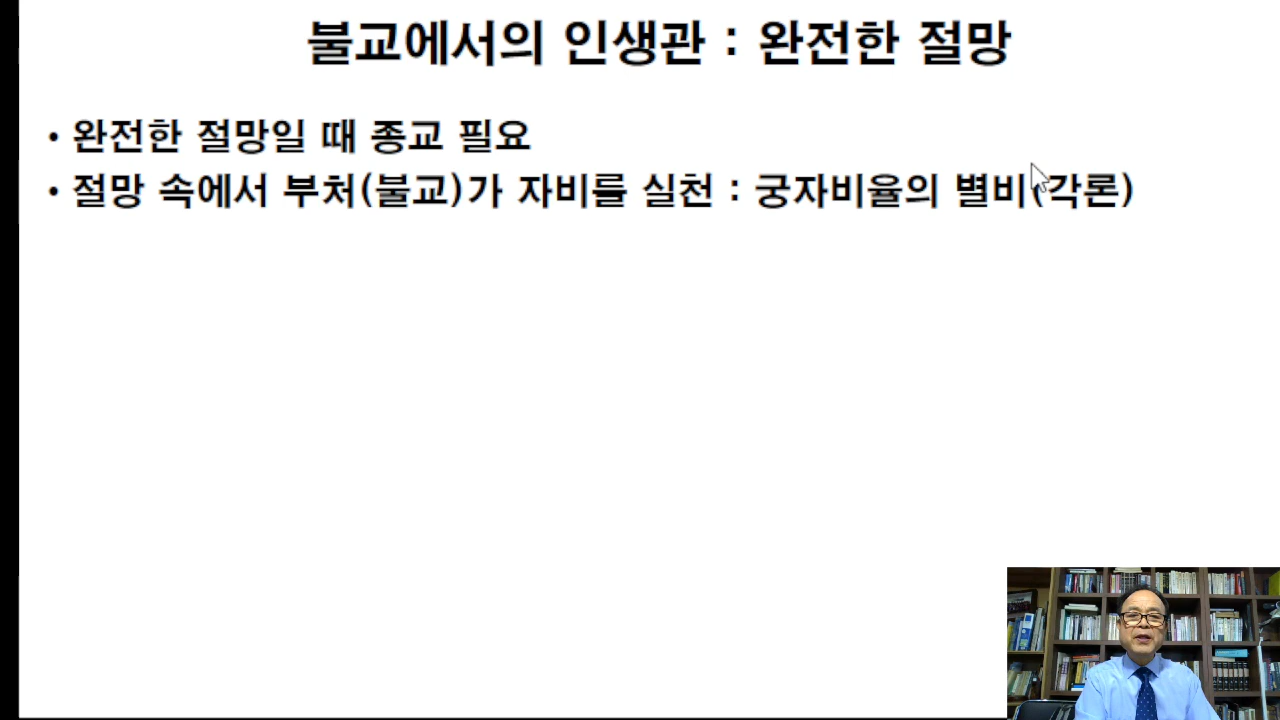 불교에서의 인생관 : 완전한 절망
• 완전한 절망일 때 종교 필요
• 절망 속에서 부처(불교)가 자비를 실천 : 궁자비율의 별비(각론)